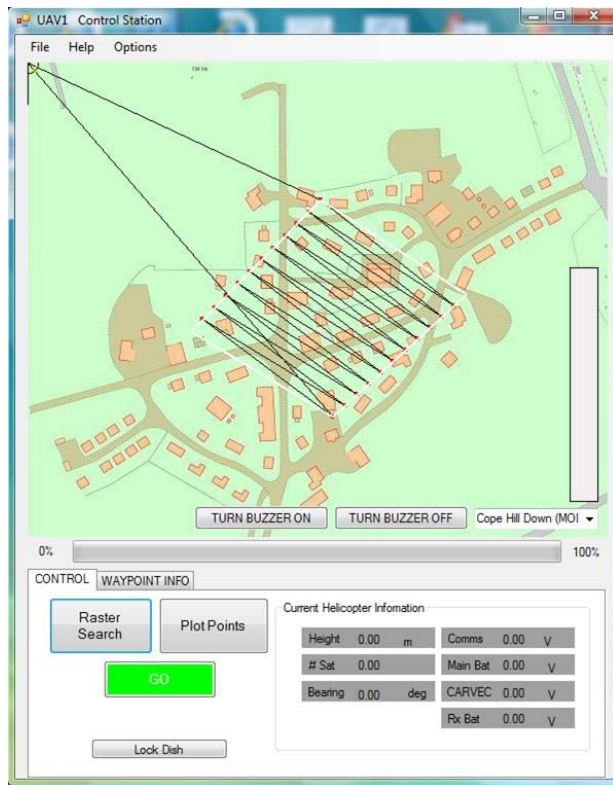 UAV1 Control Station
File Help Options
TURN BUZZER ON TURN BUZZER OFF Cope Hill Down (MOI
0% 100%
CONTROL WAYPOINT INFO
Raster Search
Plot Points
GO
Lock Dish
Current Helicopter Infomation
Height 0.00 m Comms 0.00 V
# Sat 0.00 Main Bat 0.00 V
Bearing 0.00 deg CARVEC 0.00 V
Rx Bat 0.00 V